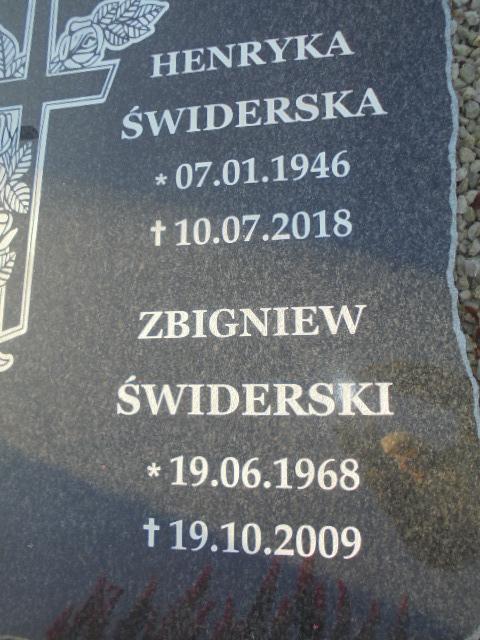 HENRYKA
ŚWIDERSKA
* 07.01.1946
✝ 10.07.2018
ZBIGNIEW
ŚWIDERSKI
* 19.06.1968
✝ 19.10.2009